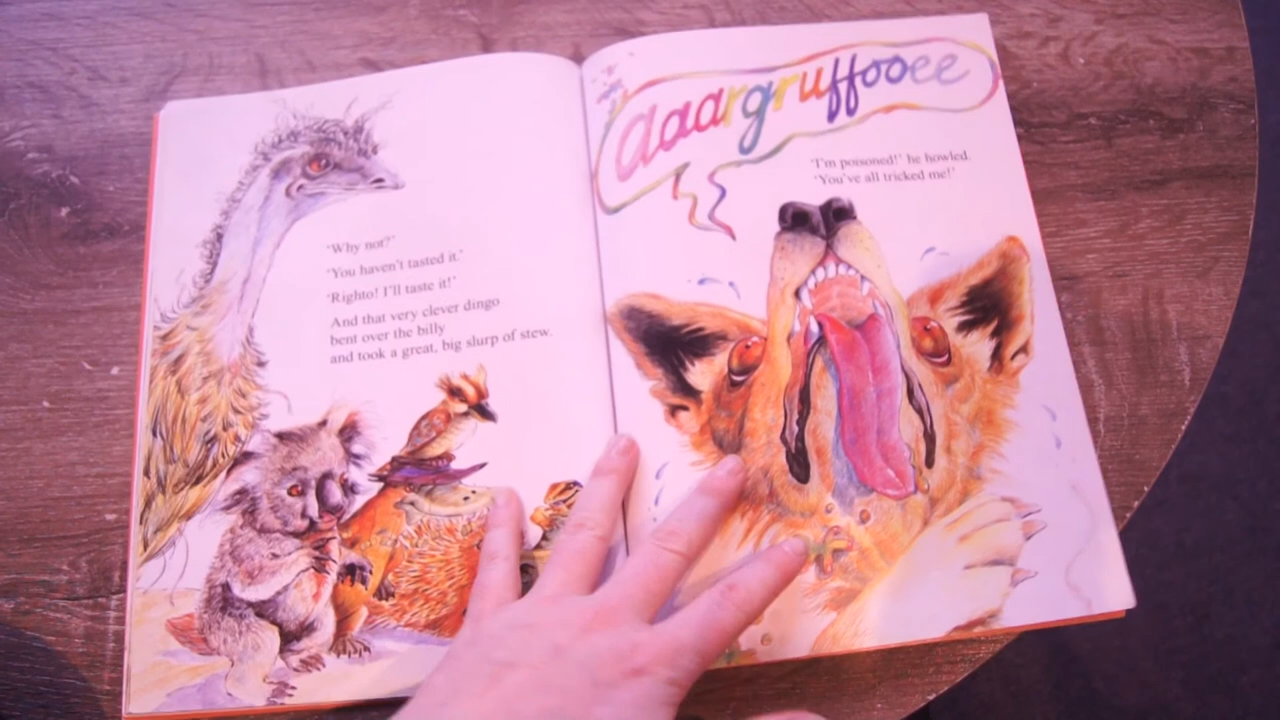 'Why not?'
'You haven't tasted it.'
'Righto! I'll taste it!'
And that very clever dingo
bent over the billy
and took a great, big slurp of stew.
aaargruffooee
'I'm poisoned!' he howled.
'You've all tricked me!'